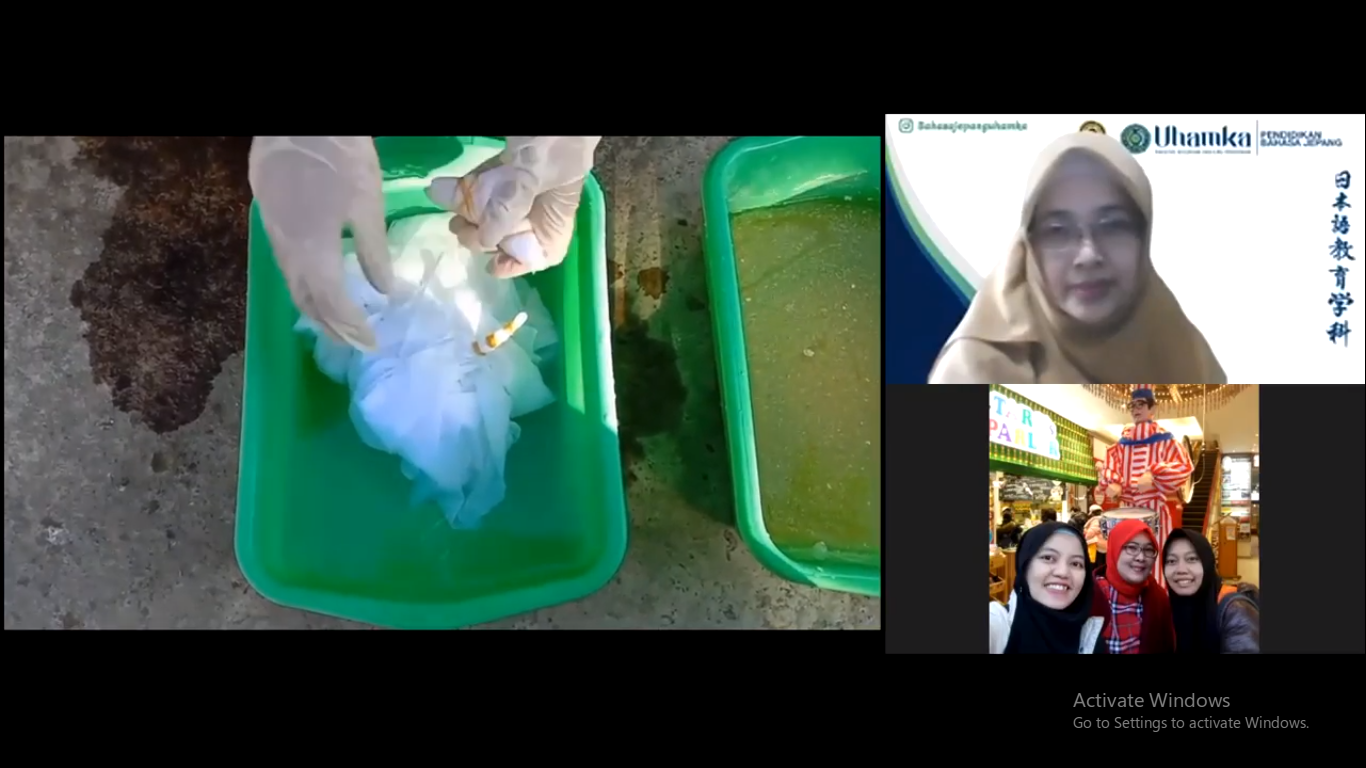 Bahasajepanguhamka
Uhamka
PENDIDIKAN
BAHASA JEPANG
日本語教育学科
Activate Windows
Go to Settings to activate Windows.